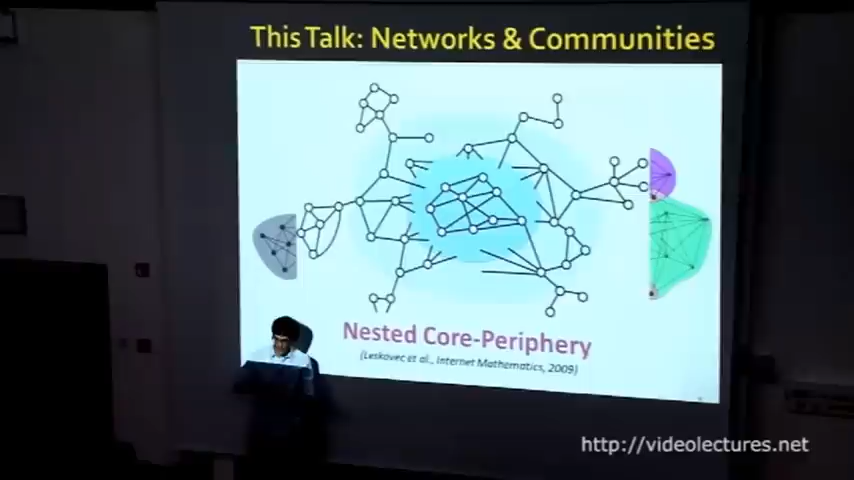 This Talk: Networks & Communities
Nested Core-Periphery
(Leskovec et al., Internet Mathematics, 2009)
http://videolectures.net